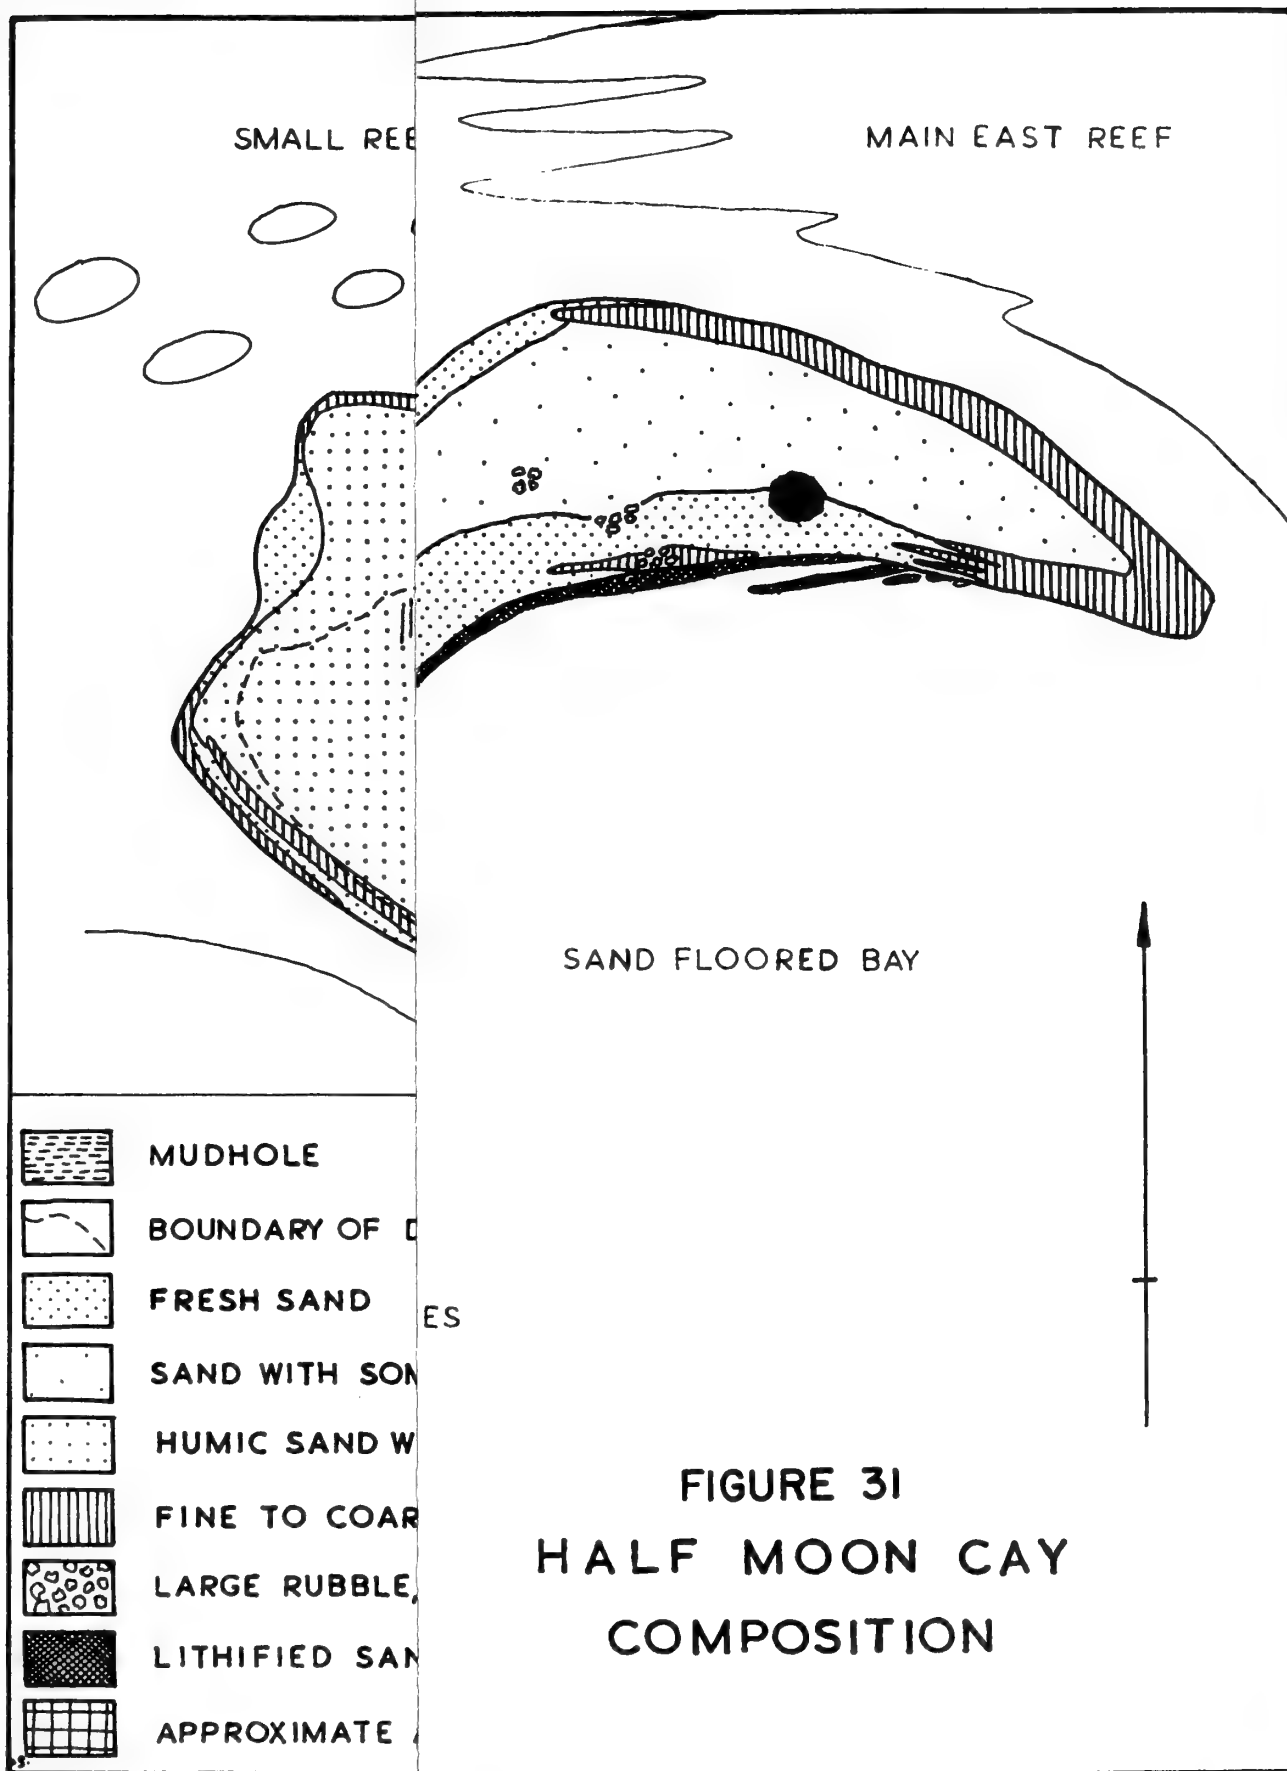 SMALL REE
MAIN EAST REEF
SAND FLOORED BAY
MUDHOLE
BOUNDARY OF
FRESH SAND
ES
SAND WITH SOM
HUMIC SAND W
FINE TO COAR
LARGE RUBBLE,
LITHIFIED SAN
APPROXIMATE
FIGURE 31
HALF MOON CAY
COMPOSITION